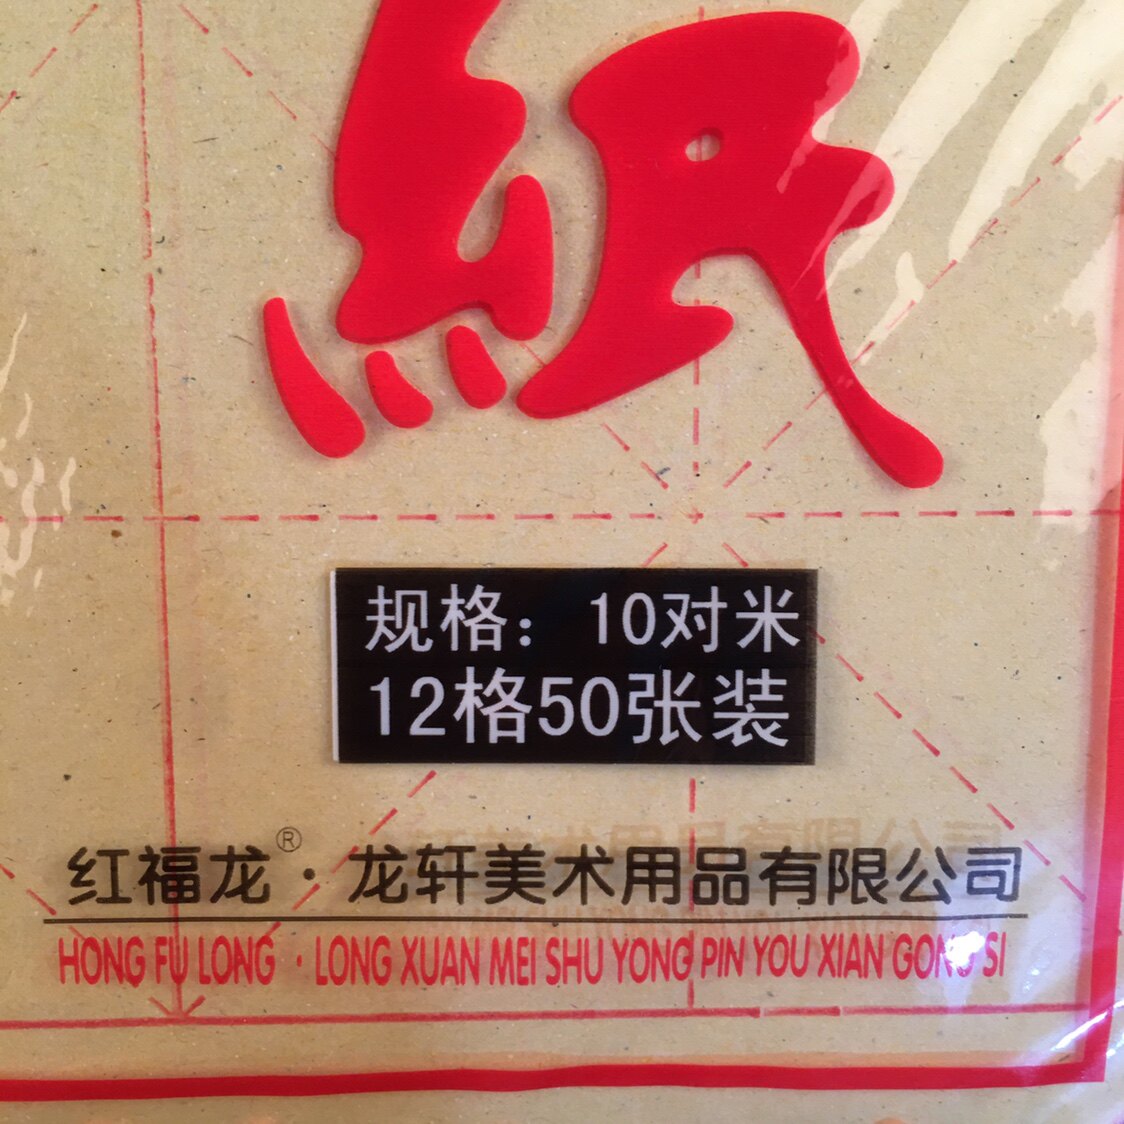 紙
规格：10对米
12格50张装
红福龙®·龙轩美术用品有限公司
HONG FU LONG · LONG XUAN MEI SHU YONG PIN YOU XIAN GONG SI